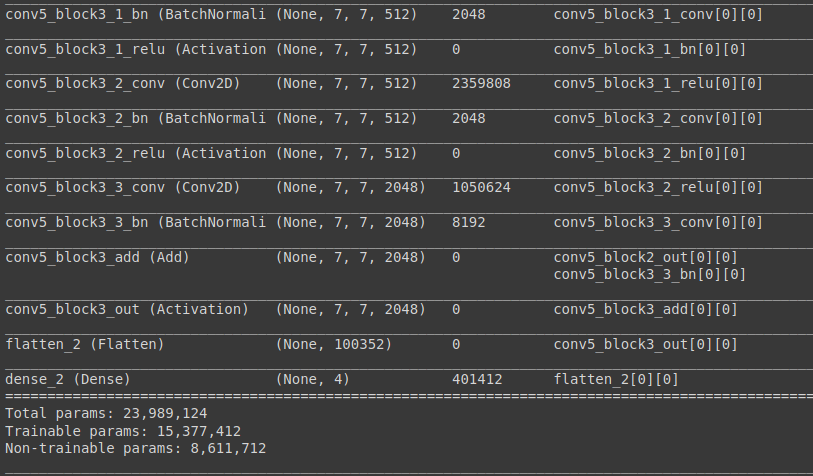 conv5_block3_1_bn (BatchNormali (None, 7, 7, 512) 2048 conv5_block3_1_conv[0][0]
conv5_block3_1_relu (Activation (None, 7, 7, 512) 0 conv5_block3_1_bn[0][0]
conv5_block3_2_conv (Conv2D) (None, 7, 7, 512) 2359808 conv5_block3_1_relu[0][0]
conv5_block3_2_bn (BatchNormali (None, 7, 7, 512) 2048 conv5_block3_2_conv[0][0]
conv5_block3_2_relu (Activation (None, 7, 7, 512) 0 conv5_block3_2_bn[0][0]
conv5_block3_3_conv (Conv2D) (None, 7, 7, 2048) 1050624 conv5_block3_2_relu[0][0]
conv5_block3_3_bn (BatchNormali (None, 7, 7, 2048) 8192 conv5_block3_3_conv[0][0]
conv5_block3_add (Add) (None, 7, 7, 2048) 0 conv5_block2_out[0][0]
conv5_block3_3_bn[0][0]
conv5_block3_out (Activation) (None, 7, 7, 2048) 0 conv5_block3_add[0][0]
flatten_2 (Flatten) (None, 100352) 0 conv5_block3_out[0][0]
dense_2 (Dense) (None, 4) 401412 flatten_2[0][0]
Total params: 23,989,124
Trainable params: 15,377,412
Non-trainable params: 8,611,712